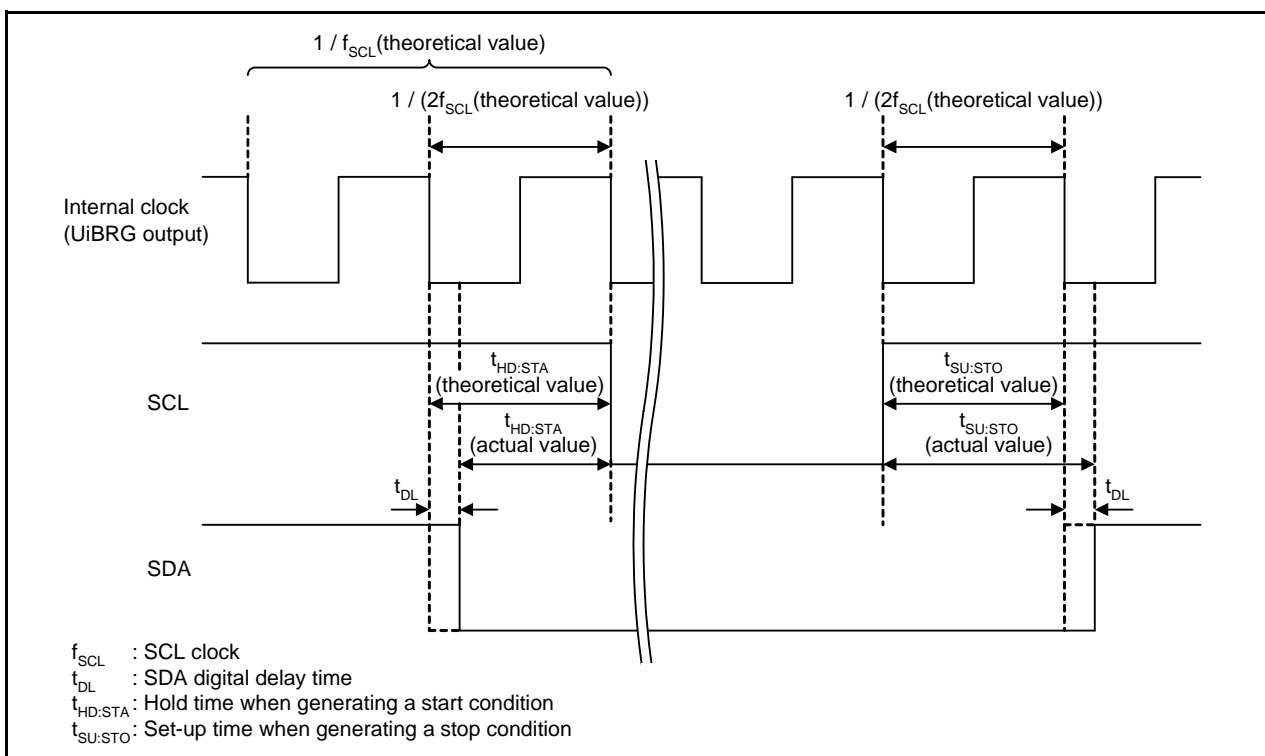 1 / fSCL(theoretical value)
1 / (2fSCL(theoretical value))
1 / (2fSCL(theoretical value))
Internal clock
(UiBRG output)
SCL
tHD:STA
(theoretical value)
tHD:STA
(actual value)
tSU:STO
(theoretical value)
tSU:STO
(actual value)
tDL
tDL
SDA
fSCL : SCL clock
tDL : SDA digital delay time
tHD:STA : Hold time when generating a start condition
tSU:STO : Set-up time when generating a stop condition